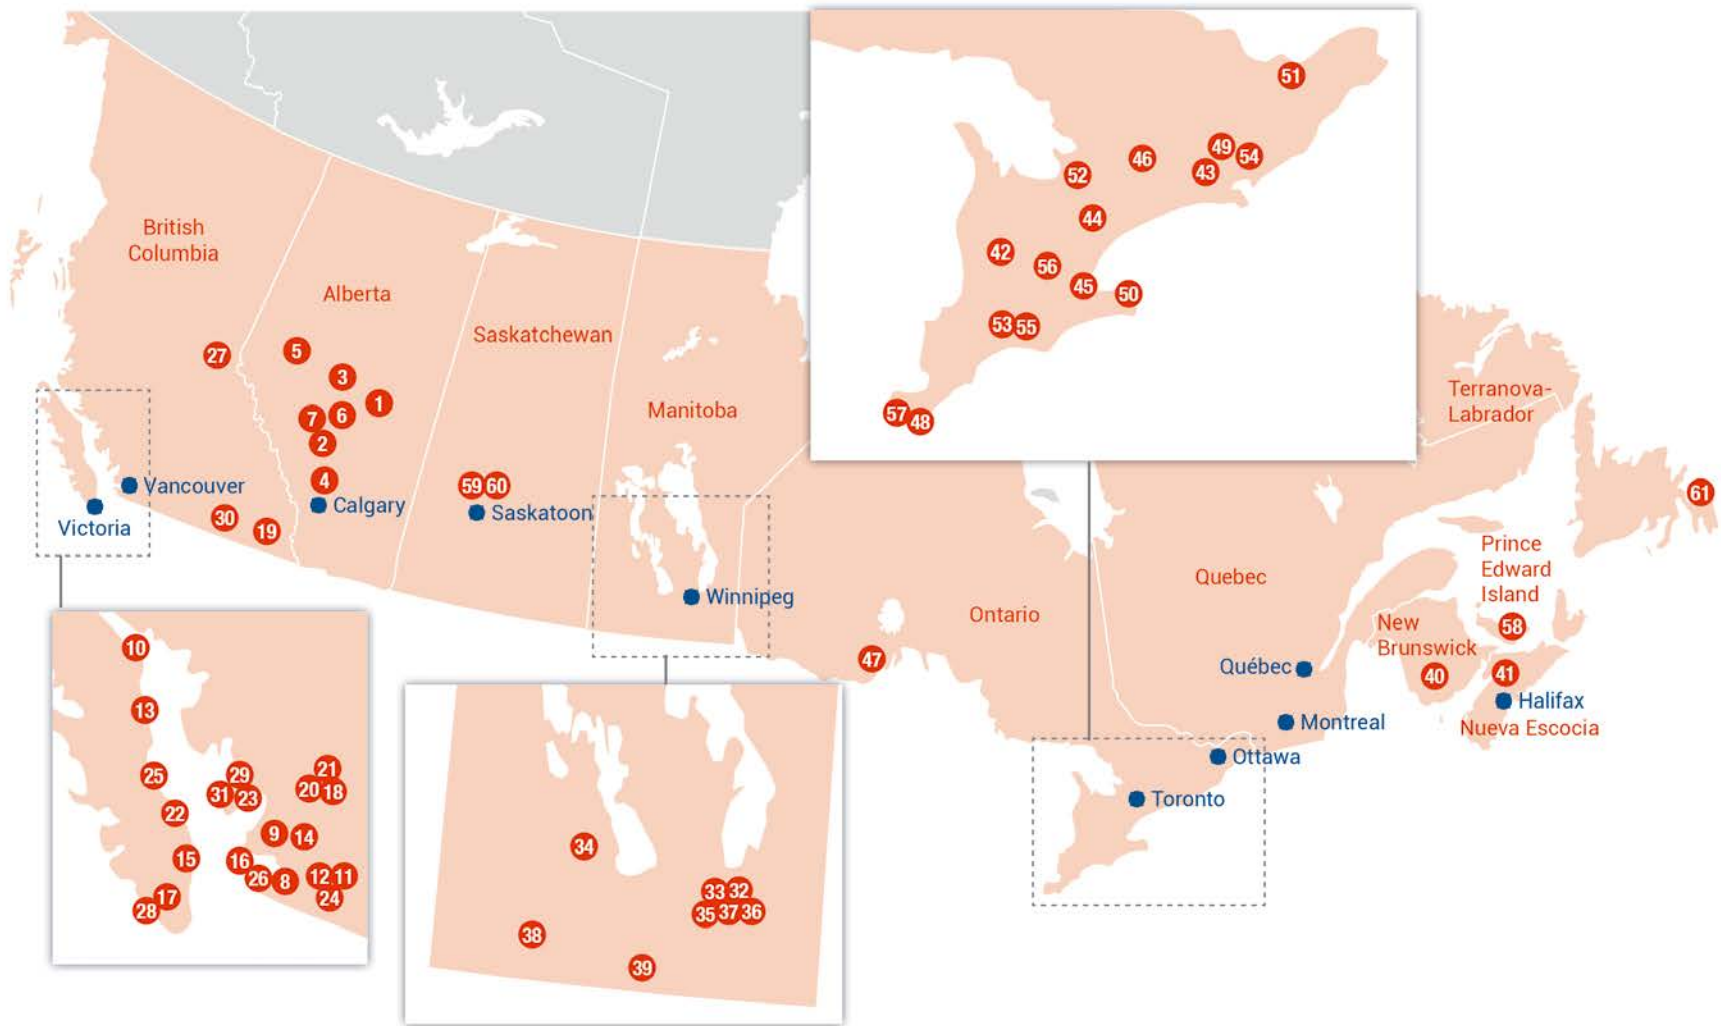 51
49
46
54
43
52
44
British
Columbia
42
56
Alberta
45
50
Saskatchewan
53
55
27
5
3
1
Manitoba
Terranova-
Labrador
7
6
57
48
2
4
59
60
61
Vancouver
Calgary
Saskatoon
Victoria
30
19
Prince
Edward
Island
Quebec
Winnipeg
Ontario
58
New
Brunswick
10
47
Québec
40
41
Halifax
Nueva Escocia
13
Montreal
Ottawa
25
29
21
31
23
20
18
Toronto
22
9
14
34
15
16
26
8
12
11
24
17
28
33
32
35
37
36
38
39